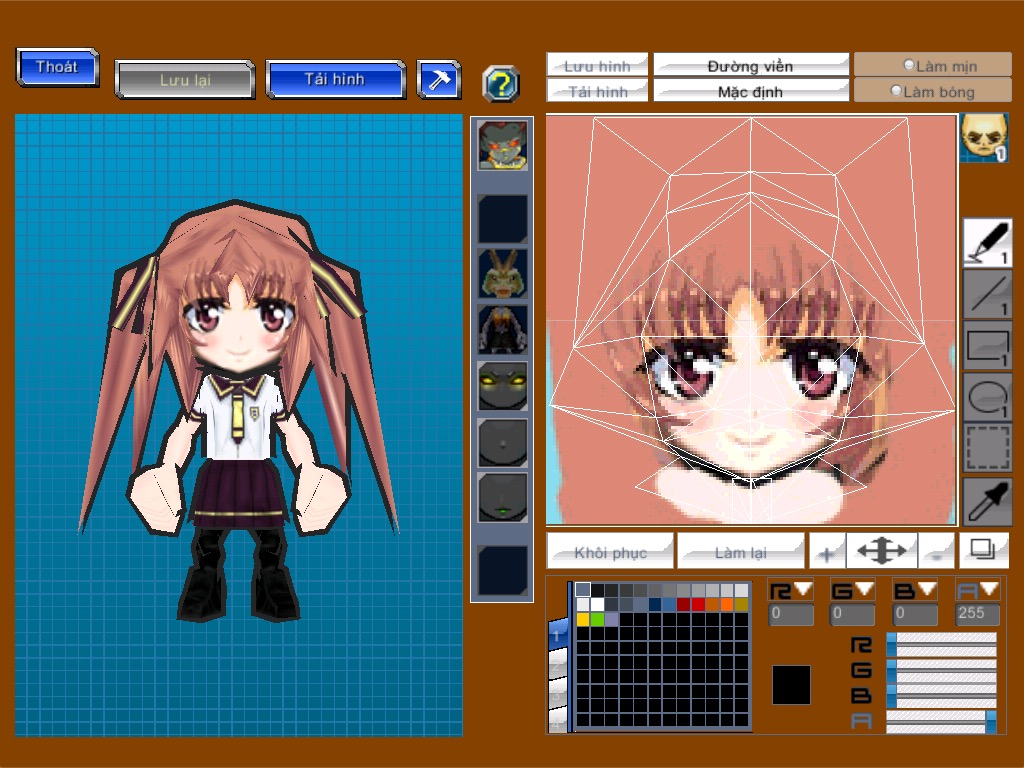 Thoát
Lưu lại
Tải hình
?
Lưu hình
Đường viền
Làm mịn
Tải hình
Mặc định
Làm bóng
1
1
1
1
1
Khôi phục
Làm lại
+
-
R
G
B
A
0
0
0
255
1
R
G
B
A